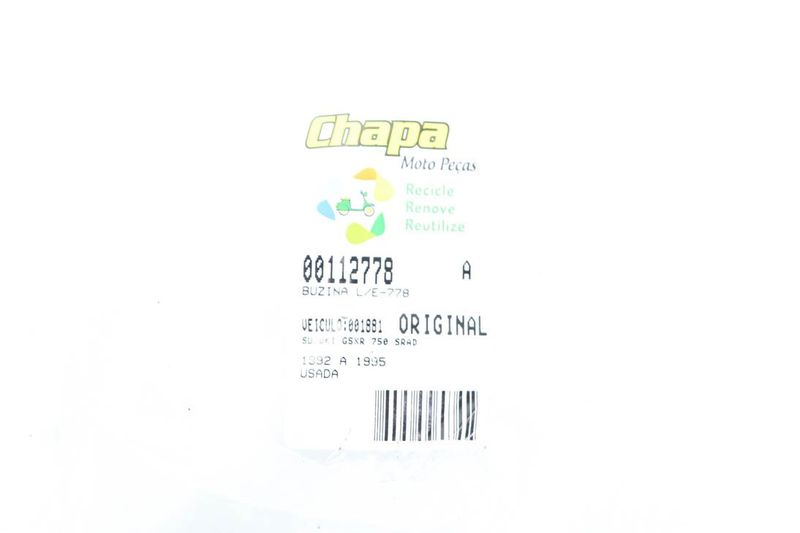 Chapa
Moto Peças
Recicle
Renove
Reutilize
00112778 A
BUZINA L/E-778
VEICULO:001881 ORIGINAL
SUZUKI GSXR 750 SRAD
1992 A 1995
USADA